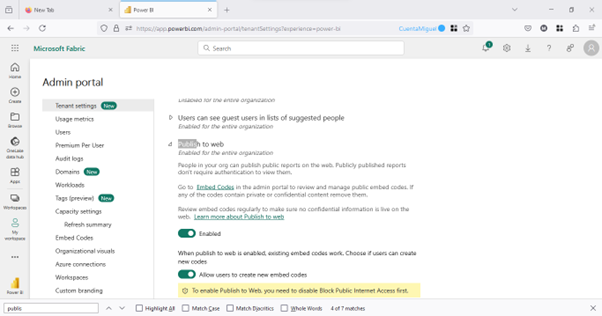 New Tab
Power BI
https://app.powerbi.com/admin-portal/tenantSettings?experience=power-bi
CuentaMiguel
Microsoft Fabric
Search
1
Home
Create
Browse
OneLake
data hub
Apps
Workspaces
My
workspace
Power BI
Admin portal
Tenant settings New
Usage metrics
Users
Premium Per User
Audit logs
Domains New
Workloads
Tags [preview] New
Capacity settings
Refresh summary
Embed Codes
Organizational visuals
Azure connections
Workspaces
Custom branding
Disabled for the entire organization
Users can see guest users in lists of suggested people
Enabled for the entire organization
Publish to web
Enabled for the entire organization
People in your org can publish public reports on the web. Publicly published reports
don't require authentication to view them.
Go to Embed Codes in the admin portal to review and manage public embed codes. If
any of the codes contain private or confidential content remove them.
Review embed codes regularly to make sure no confidential information is live on the
web. Learn more about Publish to web
Enabled
When publish to web is enabled, existing embed codes work. Choose if users can create
new codes
Allow users to create new embed codes
To enable Publish to Web, you need to disable Block Public Internet Access first.
public
Highlight All
Match Case
Match Diacritics
Whole Words
4 of 7 matches